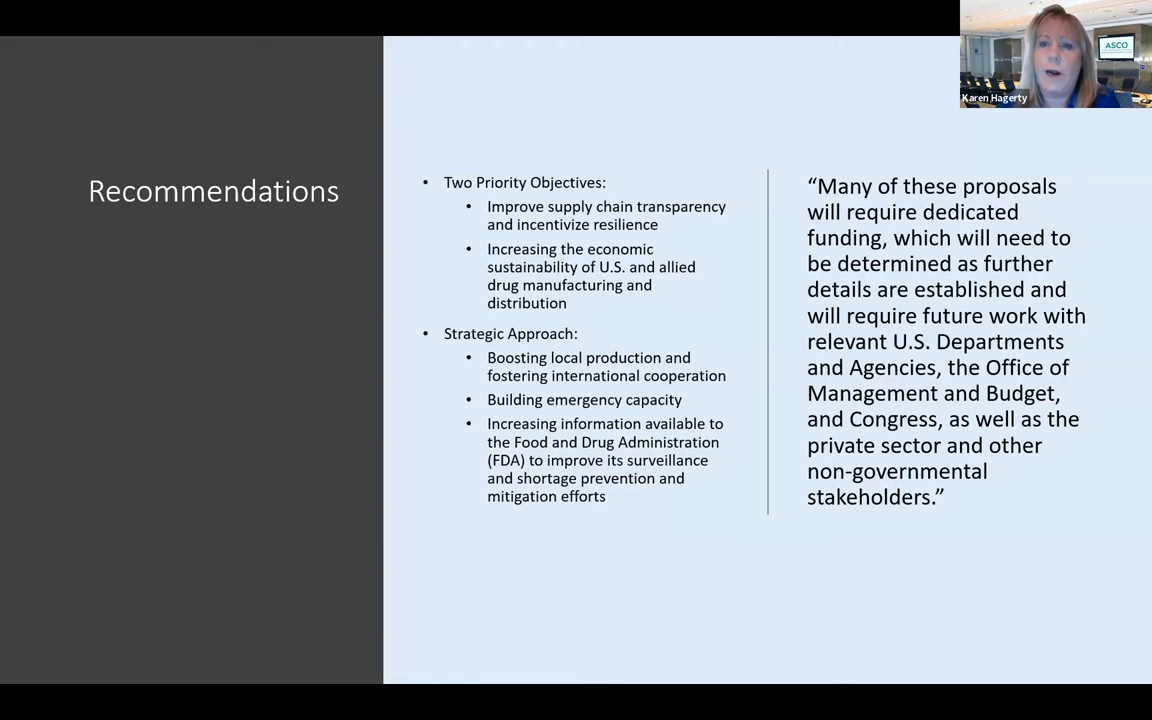 ASCO
Karen Hagerty
Recommendations
• Two Priority Objectives:
• Improve supply chain transparency
and incentivize resilience
• Increasing the economic
sustainability of U.S. and allied
drug manufacturing and
distribution
• Strategic Approach:
• Boosting local production and
fostering international cooperation
• Building emergency capacity
• Increasing information available to
the Food and Drug Administration
(FDA) to improve its surveillance
and shortage prevention and
mitigation efforts
“Many of these proposals
will require dedicated
funding, which will need to
be determined as further
details are established and
will require future work with
relevant U.S. Departments
and Agencies, the Office of
Management and Budget,
and Congress, as well as the
private sector and other
non-governmental
stakeholders.”